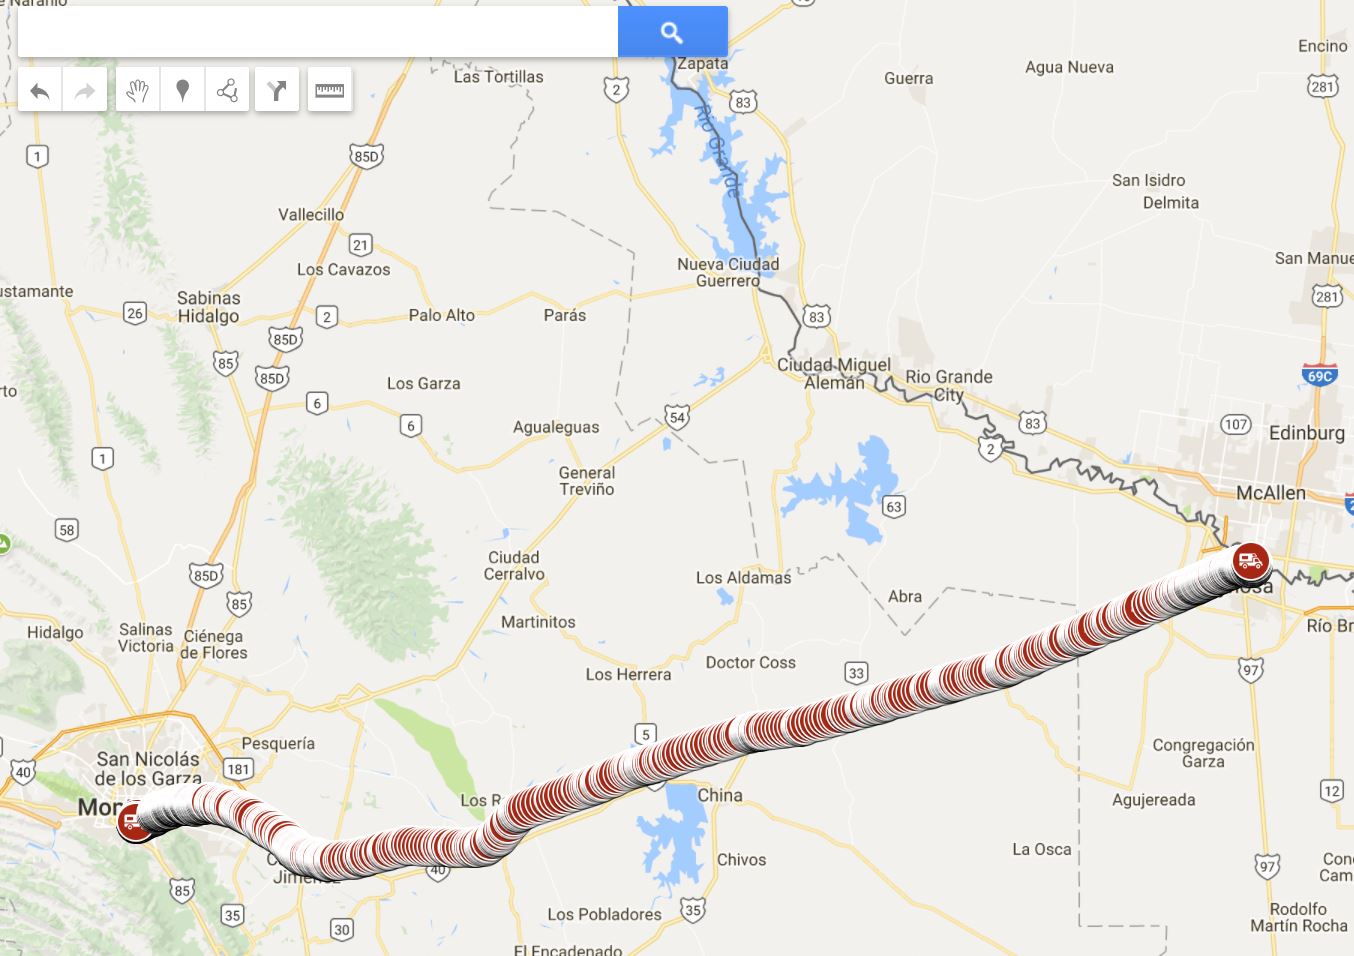 Zapata
Encino
Las Tortillas
Guerra
Agua Nueva
2
83
281
Rio Grande
1
85D
San Isidro
Delmita
Vallecillo
21
Los Cavazos
Nueva Ciudad
Guerrero
San Manue
ustamante
Sabinas
Hidalgo
26
2
Palo Alto
Parás
83
281
85D
85
85D
Ciudad Miguel
Alemán
Rio Grande
City
69C
rto
Los Garza
6
6
54
83
107
Agualeguas
Edinburg
1
2
General
Treviño
McAllen
63
58
Ciudad
Cerralvo
85D
Los Aldamas
85
Abra
osa
Martinitos
Hidalgo
Salinas
Victoria
Ciénega
de Flores
Río Br
Doctor Coss
Los Herrera
33
97
5
Pesquería
Congregación
Garza
San Nicolás
de los Garza
40
181
China
12
Mon
Los R
Agujereada
La Osca
Chivos
Jiménez
40
97
Con
Cam
85
35
30
Los Pobladores
35
Rodolfo
Martín Rocha
El Encadenado